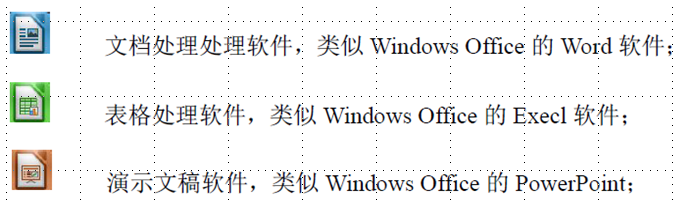 文档处理处理软件，类似 Windows Office 的 Word 软件；
表格处理软件，类似 Windows Office 的 Execl 软件；
演示文稿软件，类似 Windows Office 的 PowerPoint；